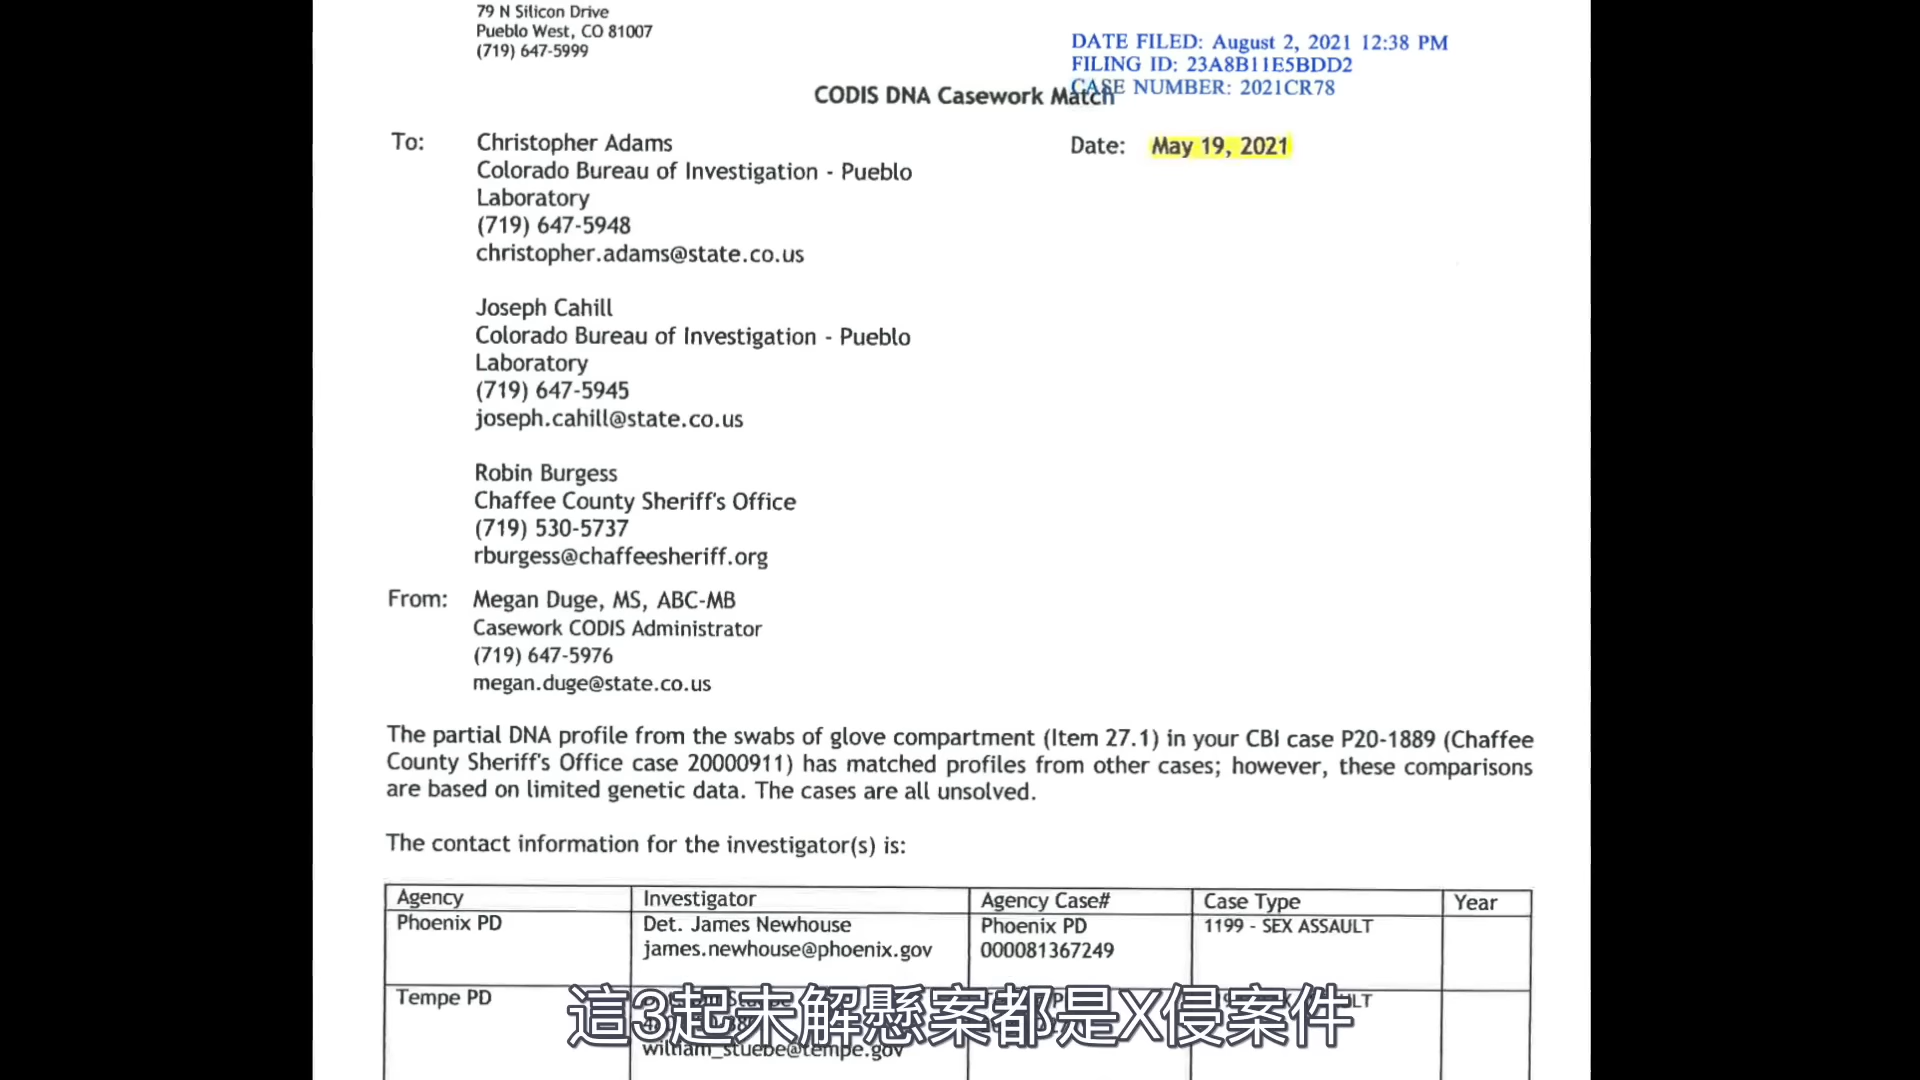 79 N Silicon Drive
Pueblo West, CO 81007
(719) 647-5999
DATE FILED: August 2, 2021 12:38 PM
FILING ID: 23A8B11E5BDD2
CASE NUMBER: 2021CR78
CODIS DNA Casework Match
To: Christopher Adams
Colorado Bureau of Investigation - Pueblo
Laboratory
(719) 647-5948
christopher.adams@state.co.us
Date: May 19, 2021
Joseph Cahill
Colorado Bureau of Investigation - Pueblo
Laboratory
(719) 647-5945
joseph.cahill@state.co.us
Robin Burgess
Chaffee County Sheriff's Office
(719) 530-5737
rburgess@chaffeesheriff.org
From: Megan Duge, MS, ABC-MB
Casework CODIS Administrator
(719) 647-5976
megan.duge@state.co.us
The partial DNA profile from the swabs of glove compartment (Item 27.1) in your CBI case P20-1889 (Chaffee
County Sheriff's Office case 20000911) has matched profiles from other cases; however, these comparisons
are based on limited genetic data. The cases are all unsolved.
The contact information for the investigator(s) is:
Agency Investigator Agency Case# Case Type Year
Phoenix PD Det. James Newhouse Phoenix PD 1199 - SEX ASSAULT
james.newhouse@phoenix.gov 000081367249
Tempe PD
william_stuebe@tempe.gov
這3起未解懸案都是X侵案件